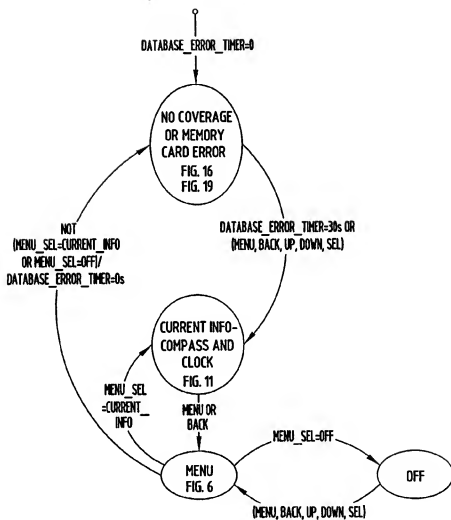 DATABASE_ERROR_TIMER=0
NO COVERAGE
OR MEMORY
CARD ERROR
FIG. 16
FIG. 19
NOT
(MENU_SEL=CURRENT_INFO
OR MENU_SEL=OFF)/
DATABASE_ERROR_TIMER=0s
DATABASE_ERROR_TIMER=30s OR
(MENU, BACK, UP, DOWN, SEL)
CURRENT INFO-
COMPASS AND
CLOCK
FIG. 11
MENU_SEL
=CURRENT_
INFO
MENU OR
BACK
MENU
FIG. 6
MENU_SEL=OFF
OFF
(MENU, BACK, UP, DOWN, SEL)